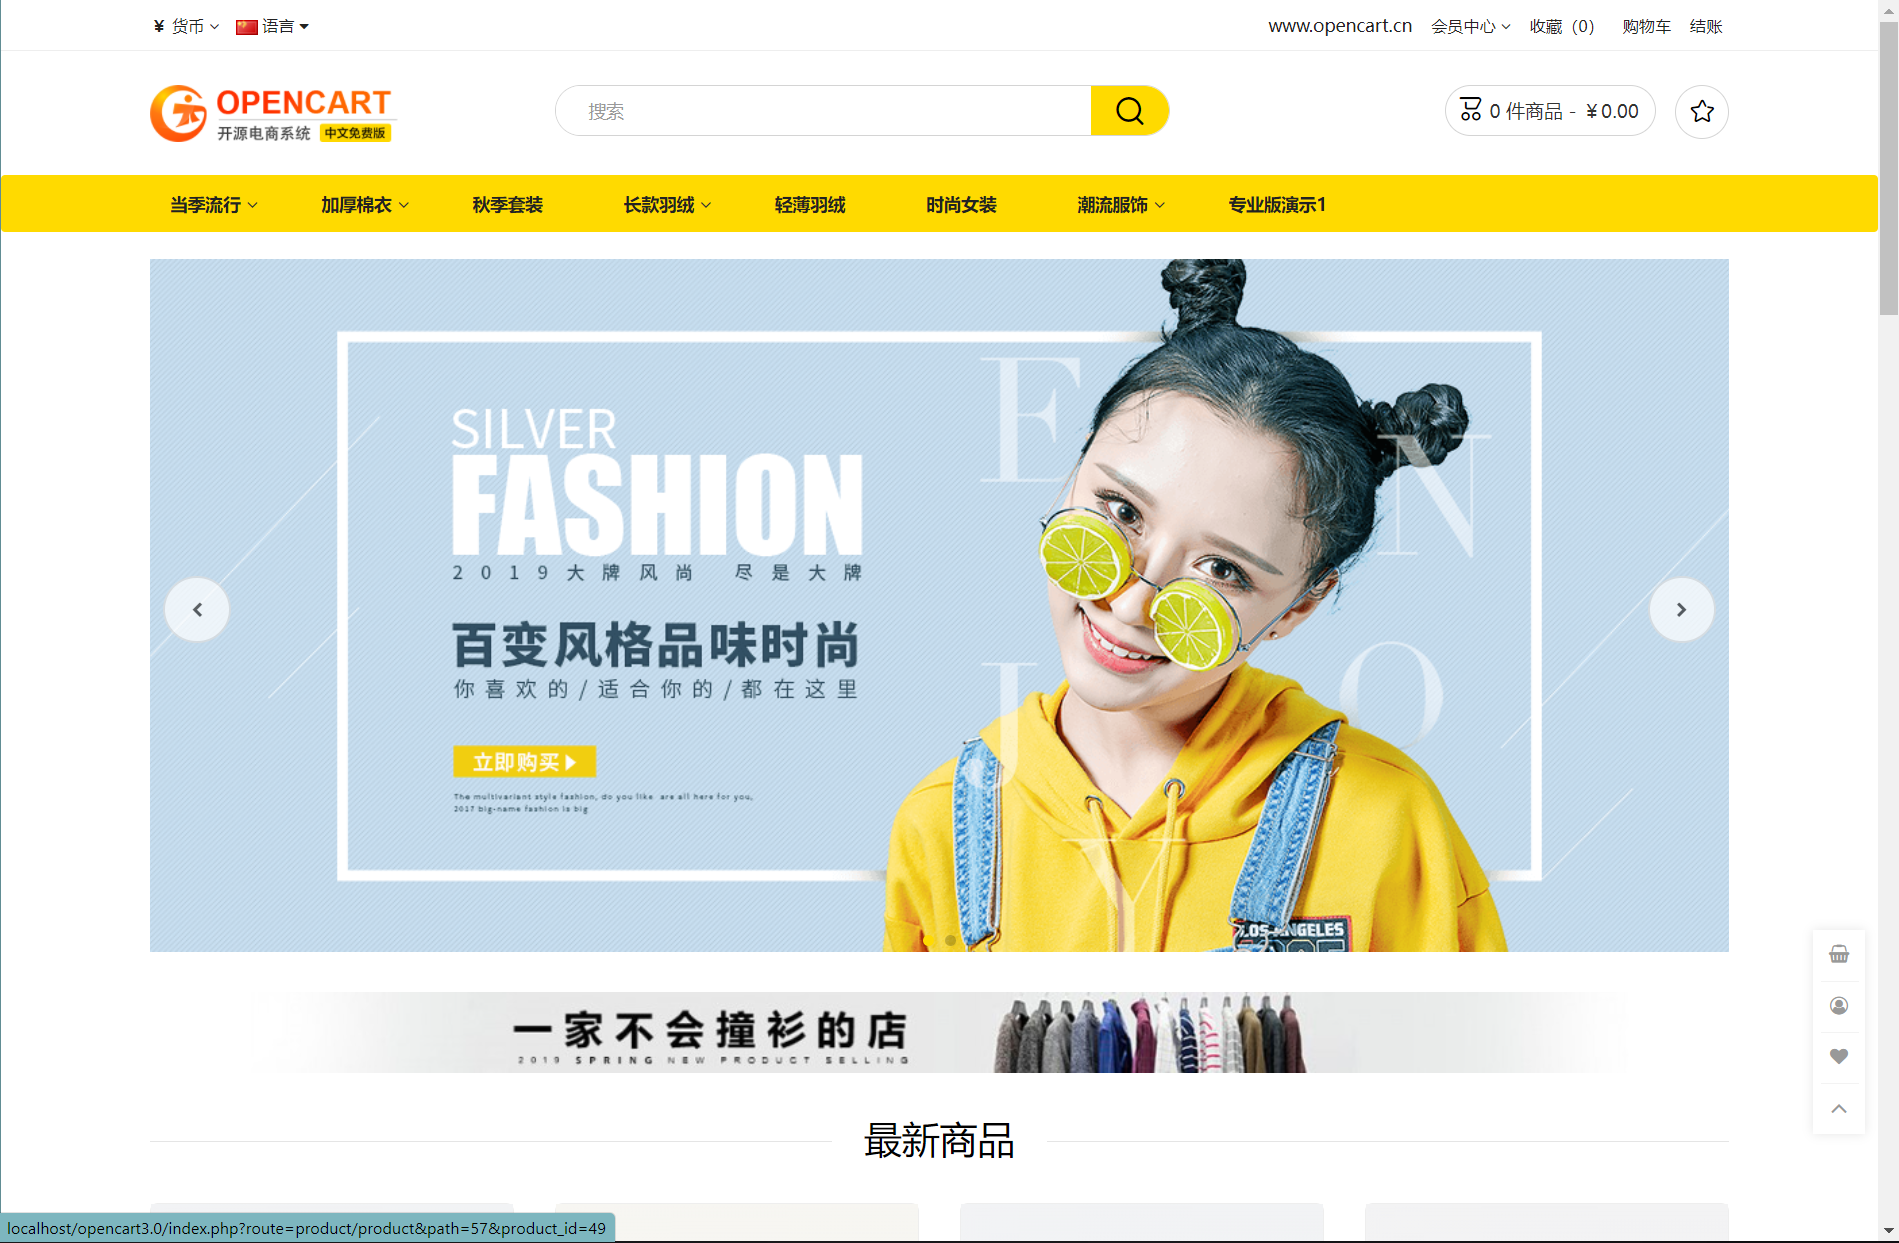 ¥ 货币 语言
www.opencart.cn 会员中心 收藏（0） 购物车 结账
OPENCART
开源电商系统 中文免费版
搜索
0 件商品 - ￥0.00
当季流行 加厚棉衣 秋季套装 长款羽绒 轻薄羽绒 时尚女装 潮流服饰 专业版演示1
SILVER
FASHION
2019大牌风尚 尽是大牌
百变风格品味时尚
你喜欢的/适合你的/都在这里
立即购买
The multivariant style fashion, do you like are all here for you,
2017 big-name fashion is big
E
N
J
O
Y
LOS ANGELES
一家不会撞衫的店
2019 SPRING NEW PRODUCT SELLING
最新商品
localhost/opencart3.0/index.php?route=product/product&path=57&product_id=49